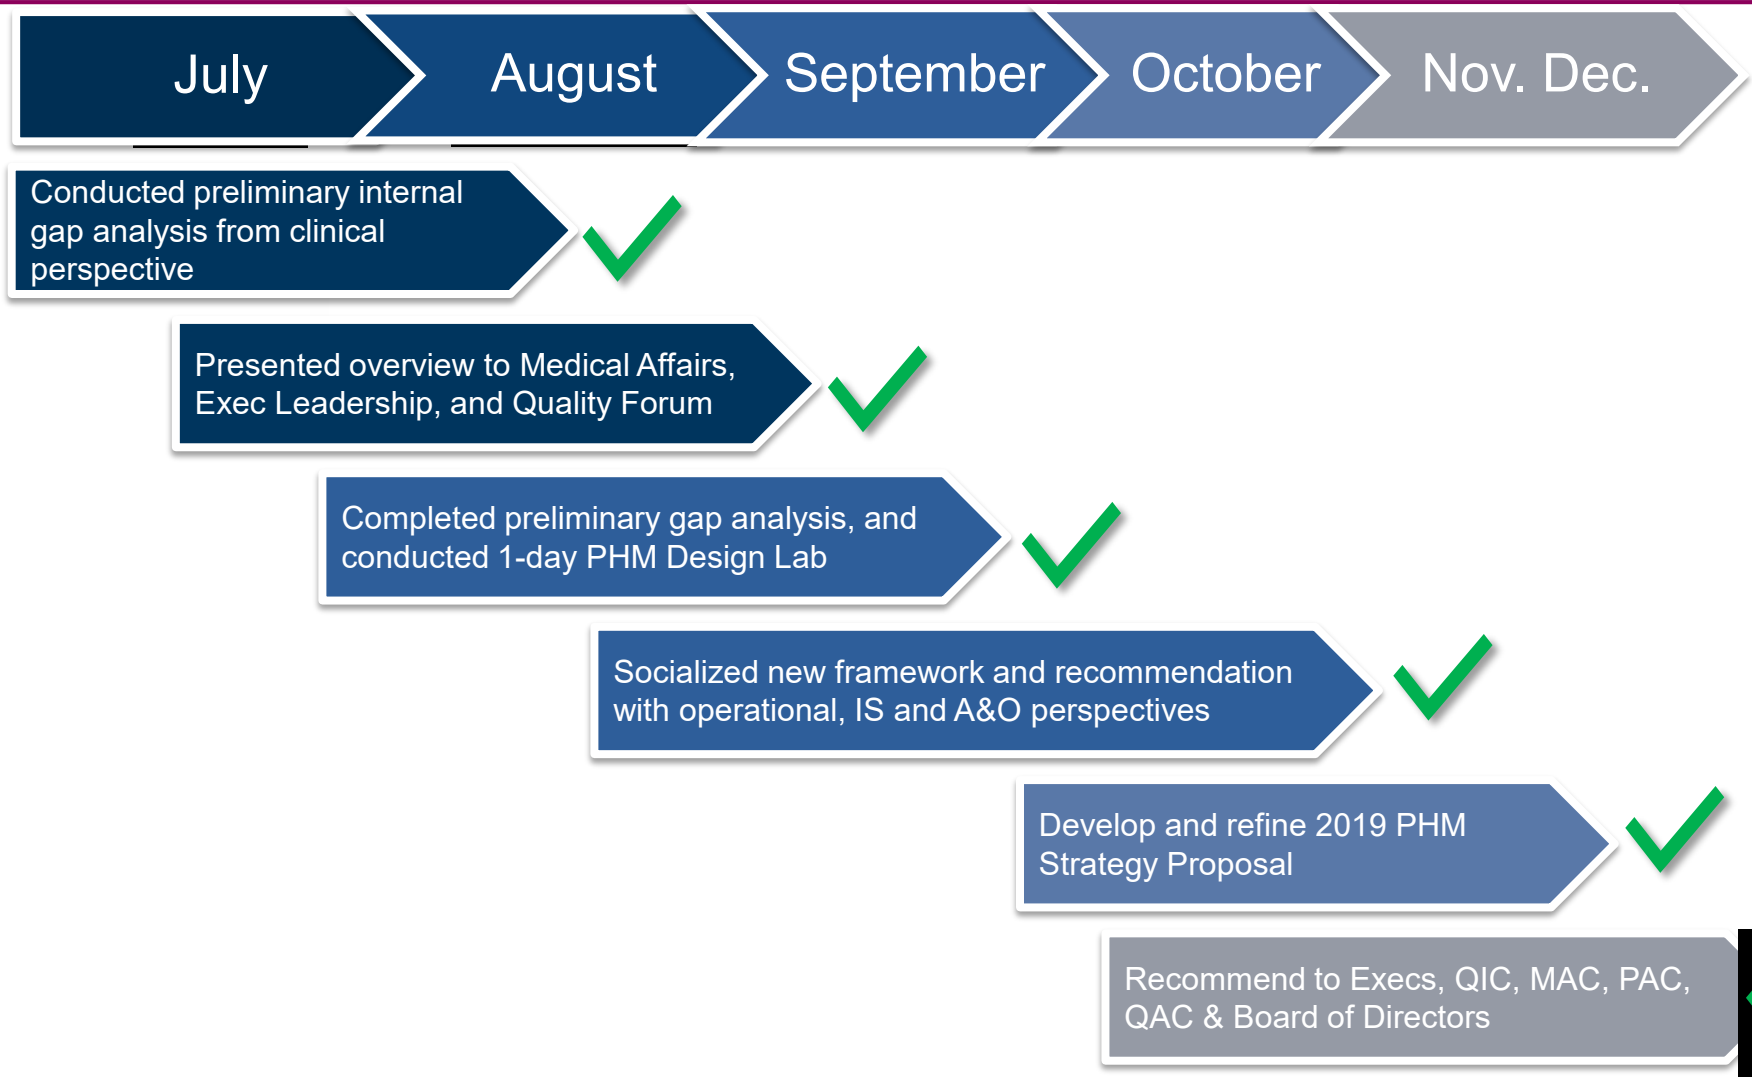 July
August
September
October
Nov. Dec.
Conducted preliminary internal
gap analysis from clinical
perspective
Presented overview to Medical Affairs,
Exec Leadership, and Quality Forum
Completed preliminary gap analysis, and
conducted 1-day PHM Design Lab
Socialized new framework and recommendation
with operational, IS and A&O perspectives
Develop and refine 2019 PHM
Strategy Proposal
Recommend to Execs, QIC, MAC, PAC,
QAC & Board of Directors